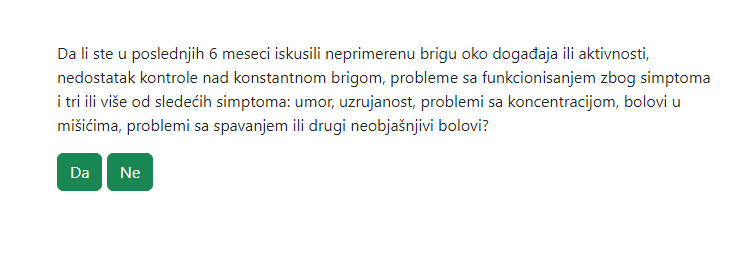 Da li ste u poslednjih 6 meseci iskusili neprimerenu brigu oko događaja ili aktivnosti,
nedostatak kontrole nad konstantnom brigom, probleme sa funkcionisanjem zbog simptoma
i tri ili više od sledećih simptoma: umor, uzrujanost, problemi sa koncentracijom, bolovi u
mišićima, problemi sa spavanjem ili drugi neobjašnjivi bolovi?
Da Ne